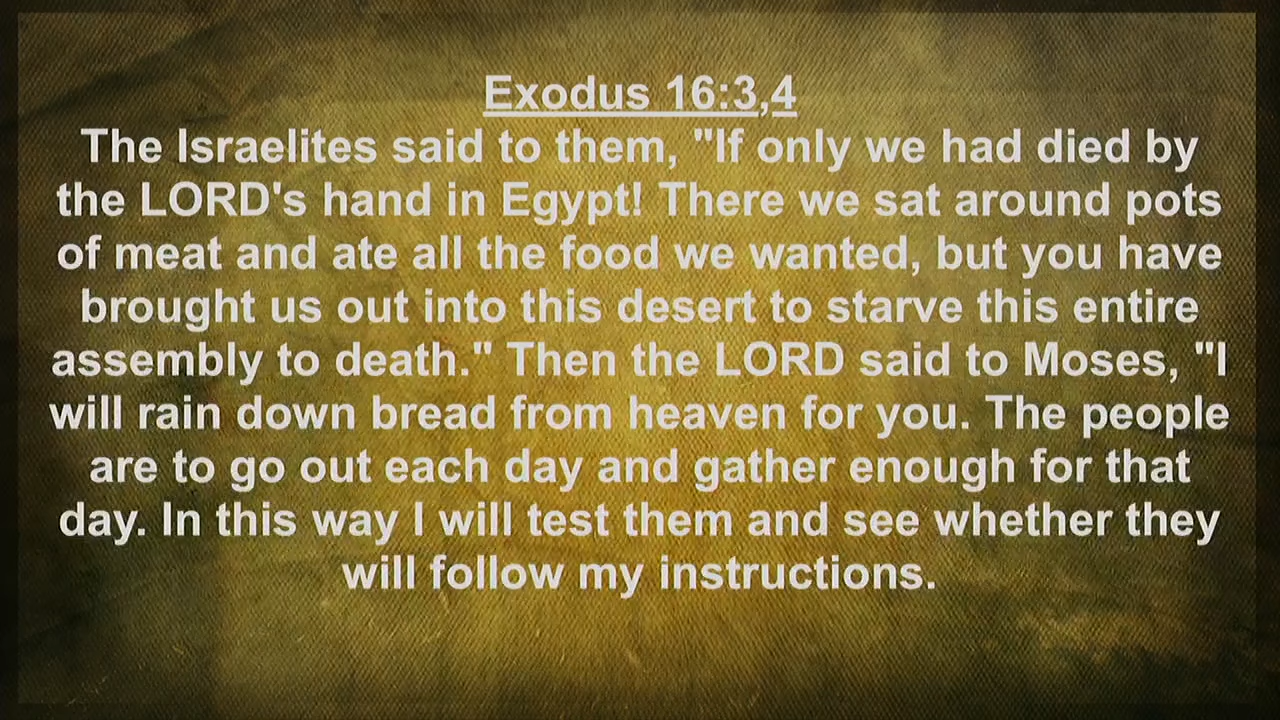 Exodus 16:3,4
The Israelites said to them, "If only we had died by
the LORD's hand in Egypt! There we sat around pots
of meat and ate all the food we wanted, but you have
brought us out into this desert to starve this entire
assembly to death." Then the LORD said to Moses, "I
will rain down bread from heaven for you. The people
are to go out each day and gather enough for that
day. In this way I will test them and see whether they
will follow my instructions.